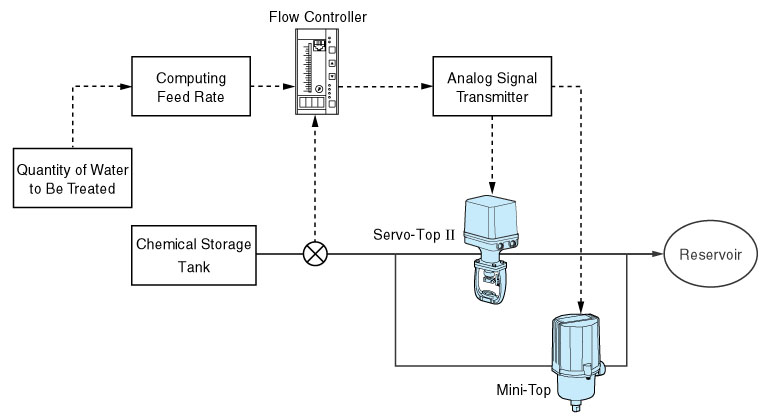 Flow Controller
Computing
Feed Rate
Analog Signal
Transmitter
Quantity of Water
to Be Treated
Servo-Top II
Chemical Storage
Tank
Reservoir
Mini-Top